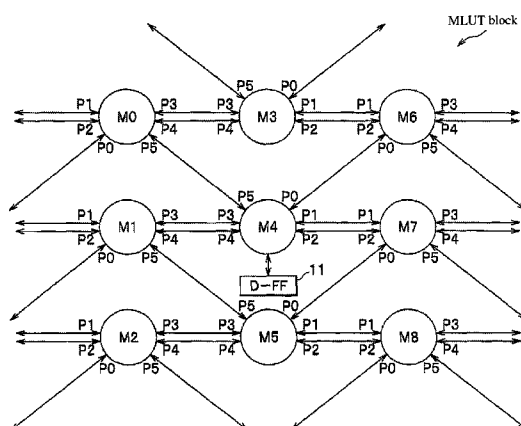 MLUT block
P5 P0
P1 M0 P3 P3 M3 P1 P1 M6 P3
P2 P4 P4 P2 P2 P4
P0 P5 P0 P5
P5 P0
P1 M1 P3 P3 M4 P1 P1 M7 P3
P2 P4 P4 P2 P2 P4
P0 P5 P0 P5
D-FF 11
P5 P0
P1 M2 P3 P3 M5 P1 P1 M8 P3
P2 P4 P4 P2 P2 P4
P0 P5 P0 P5